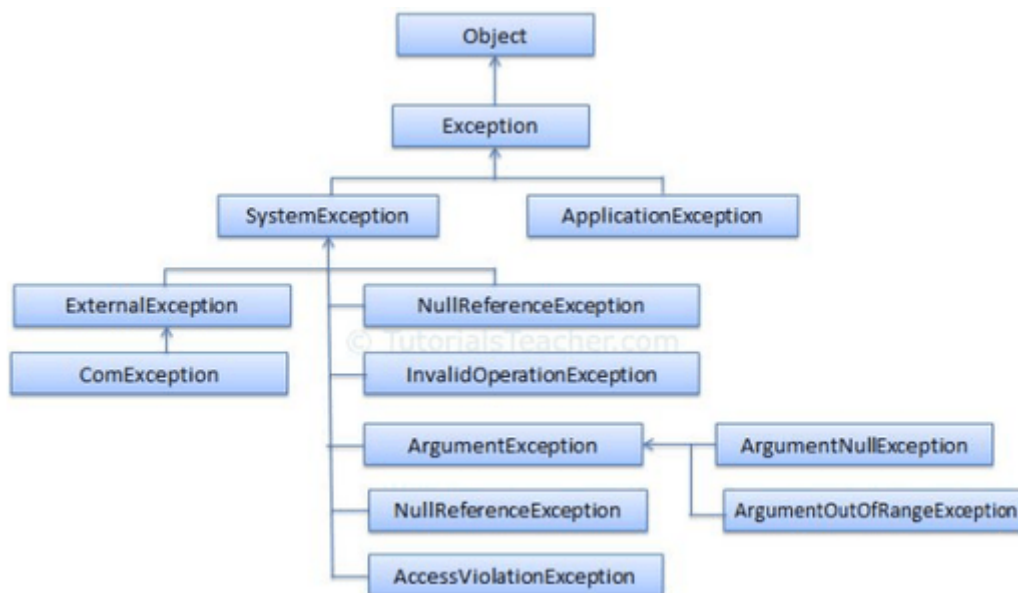 Object
Exception
SystemException
ApplicationException
ExternalException
NullReferenceException
© TutorialsTeacher.com
ComException
InvalidOperationException
ArgumentException
ArgumentNullException
NullReferenceException
ArgumentOutOfRangeException
AccessViolationException